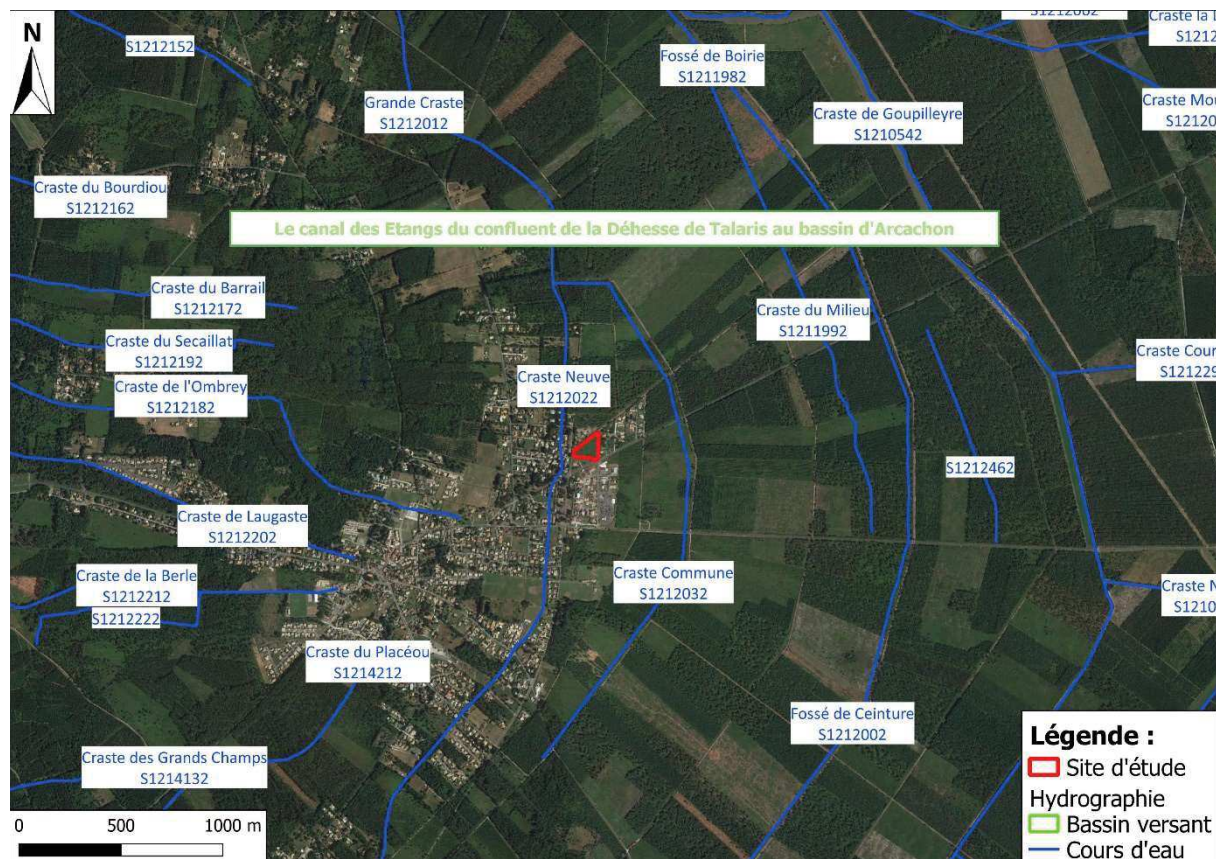 N
S1212002
Craste la
S1212
S1212152
Fossé de Boirie
S1211982
Grande Craste
S1212012
Craste de Goupilleyre
S1210542
Craste Mou
S12120
Craste du Bourdiou
S1212162
Le canal des Etangs du confluent de la Déhesse de Talaris au bassin d'Arcachon
Craste du Barrail
S1212172
Craste du Milieu
S1211992
Craste du Secaillat
S1212192
Craste Cour
S121229
Craste de l'Ombrey
S1212182
Craste Neuve
S1212022
S1212462
Craste de Laugaste
S1212202
Craste de la Berle
S1212212
S1212222
Craste Commune
S1212032
Craste N
S1210
Craste du Placéou
S1214212
Fossé de Ceinture
S1212002
Craste des Grands Champs
S1214132
Légende :
Site d'étude
Hydrographie
Bassin versant
Cours d'eau
0 500 1000 m